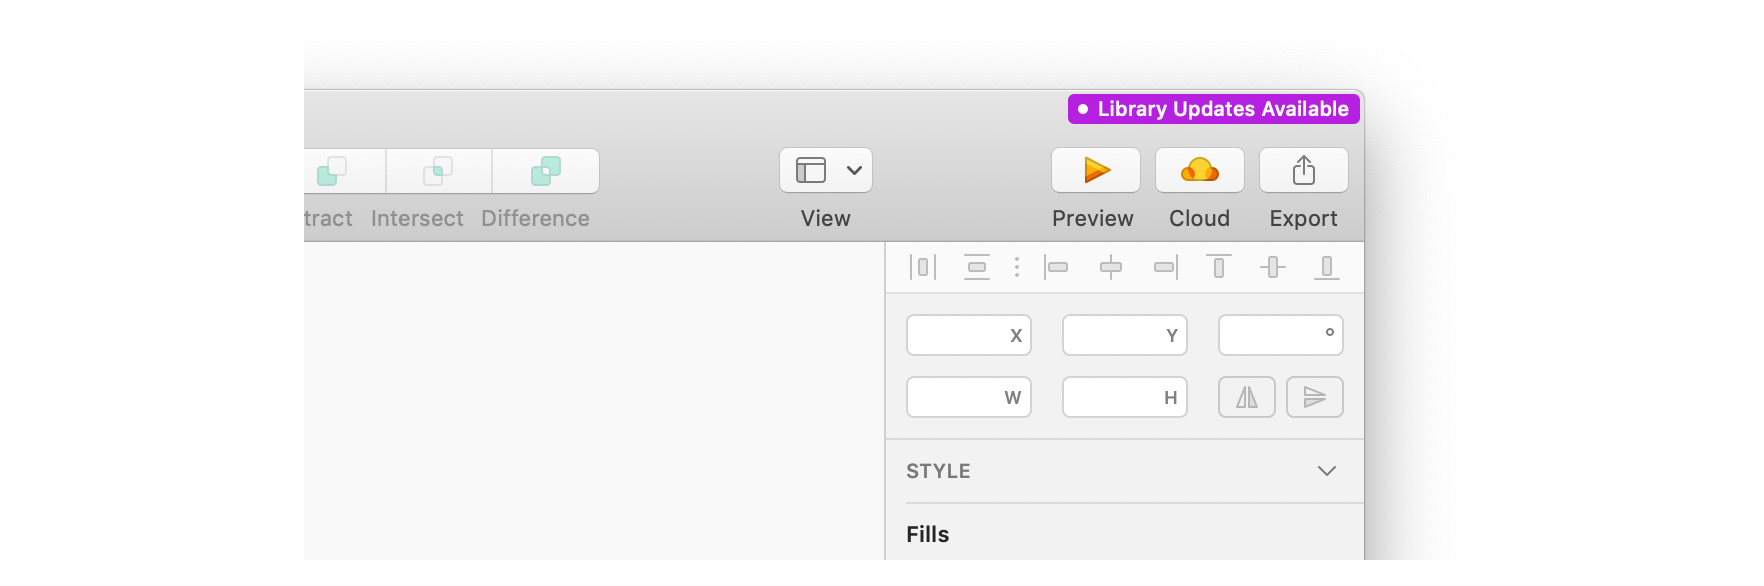 Library Updates Available
tract Intersect Difference View Preview Cloud Export
X Y °
W H
STYLE
Fills